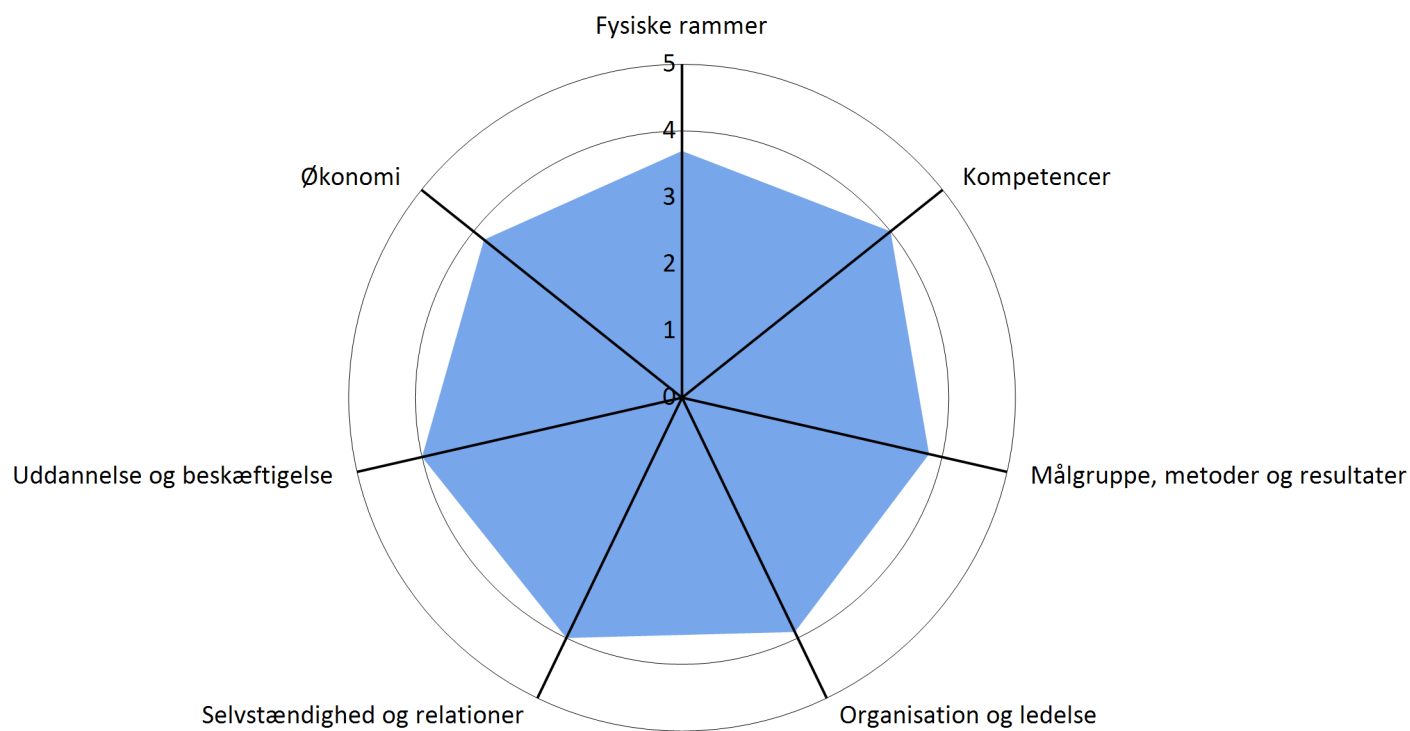 Fysiske rammer
5
4
Økonomi
Kompetencer
3
2
1
0
Uddannelse og beskæftigelse
Målgruppe, metoder og resultater
Selvstændighed og relationer
Organisation og ledelse